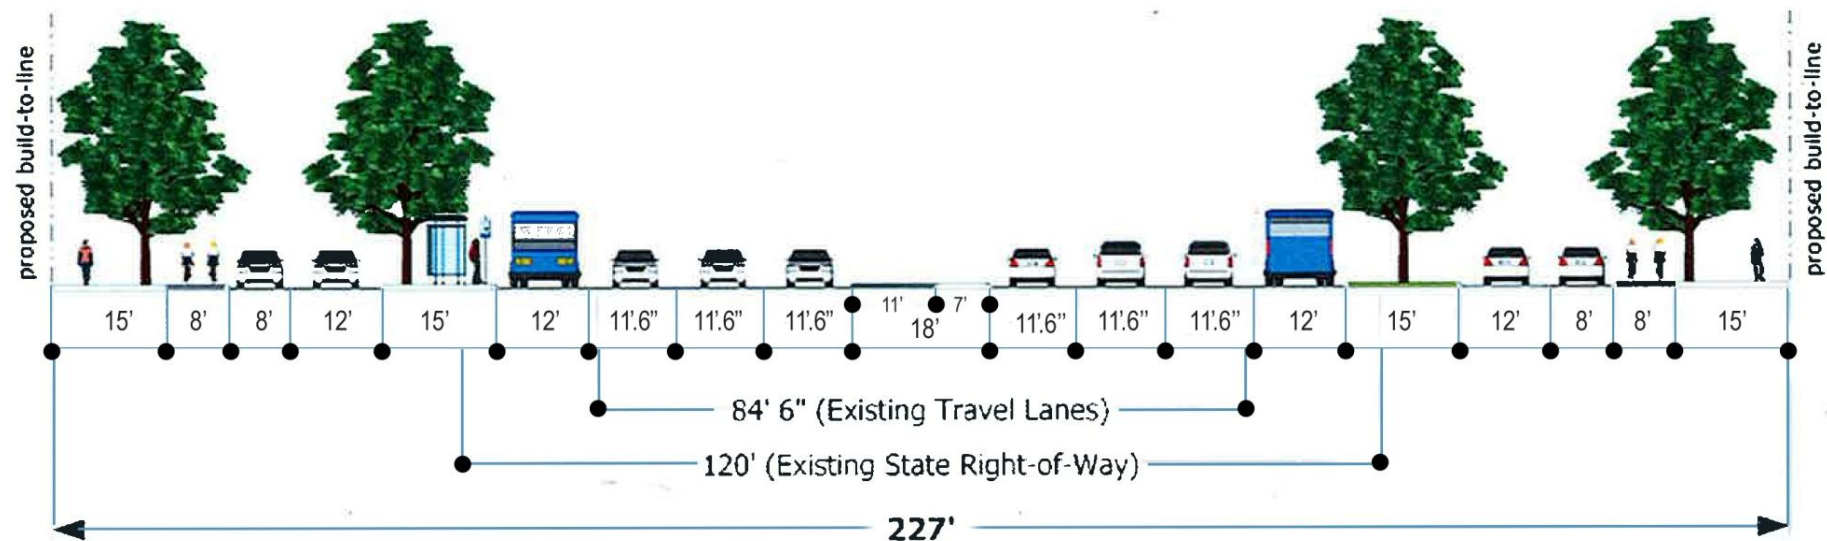 proposed build-to-line
proposed build-to-line
11' 7'
15' 8' 8' 12' 15' 12' 11'.6” 11'.6” 11'.6” 18' 11'.6” 11'.6” 11'.6” 12' 15' 12' 8' 8' 15'
84' 6" (Existing Travel Lanes)
120' (Existing State Right-of-Way)
227'